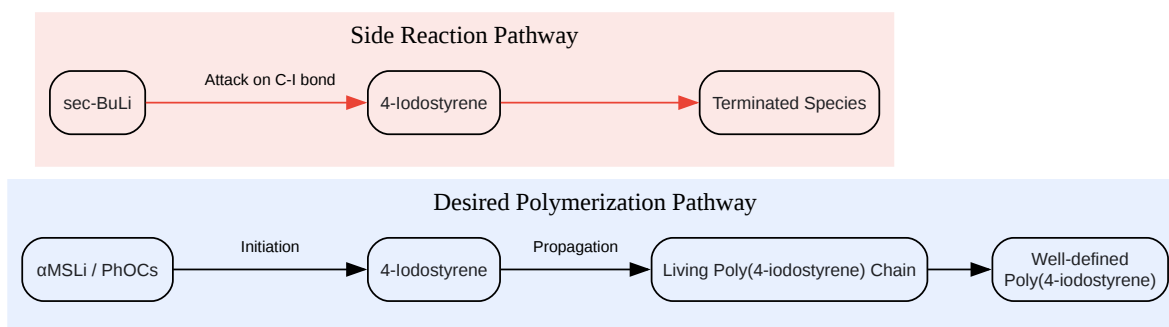 Side Reaction Pathway
sec-BuLi
Attack on C-I bond
4-Iodostyrene
Terminated Species
Desired Polymerization Pathway
αMSLi / PhOCs
Initiation
4-Iodostyrene
Propagation
Living Poly(4-iodostyrene) Chain
Well-defined
Poly(4-iodostyrene)